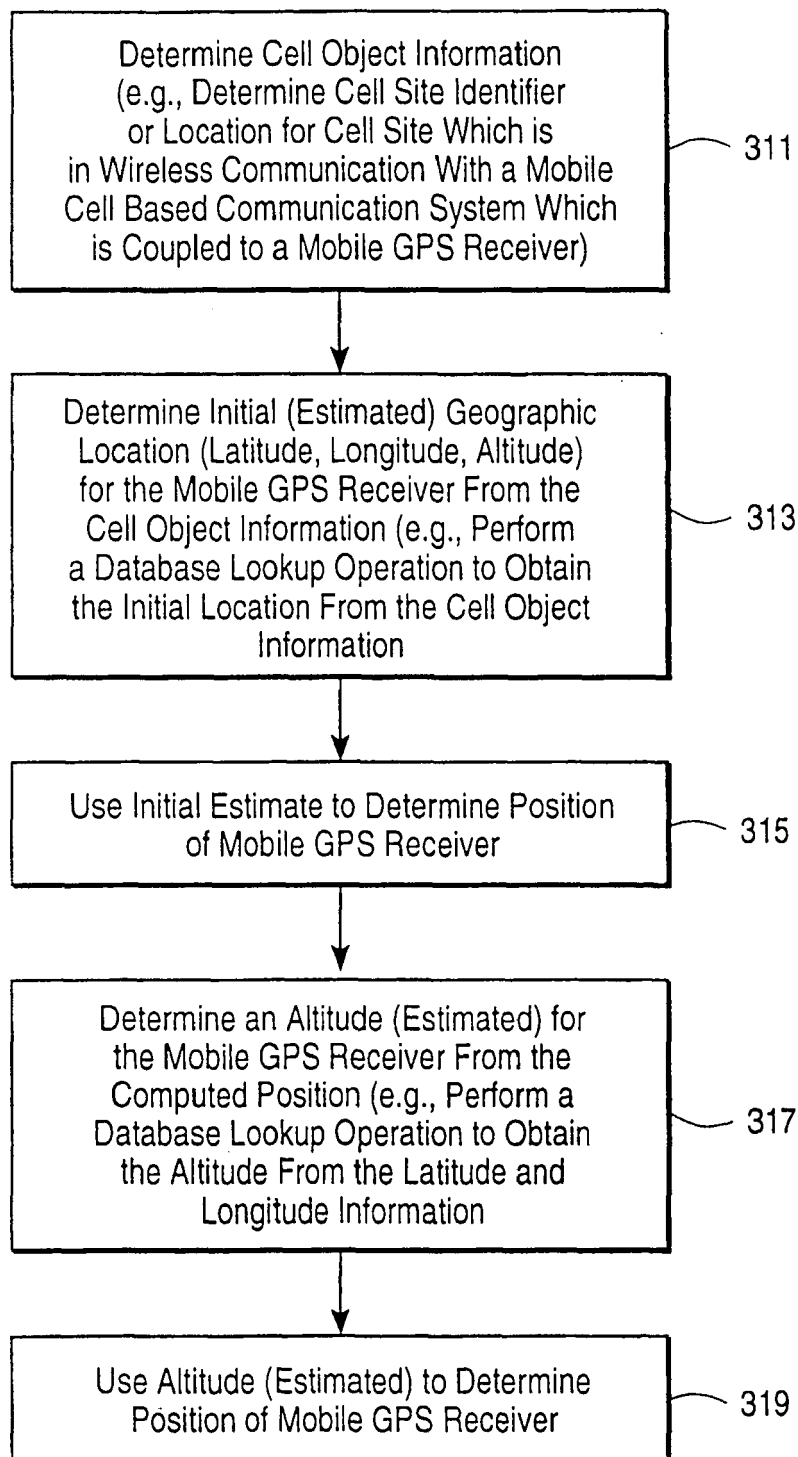 Determine Cell Object Information
(e.g., Determine Cell Site Identifier
or Location for Cell Site Which is
in Wireless Communication With a Mobile
Cell Based Communication System Which
is Coupled to a Mobile GPS Receiver)
311
Determine Initial (Estimated) Geographic
Location (Latitude, Longitude, Altitude)
for the Mobile GPS Receiver From the
Cell Object Information (e.g., Perform
a Database Lookup Operation to Obtain
the Initial Location From the Cell Object
Information
313
Use Initial Estimate to Determine Position
of Mobile GPS Receiver
315
Determine an Altitude (Estimated) for
the Mobile GPS Receiver From the
Computed Position (e.g., Perform a
Database Lookup Operation to Obtain
the Altitude From the Latitude and
Longitude Information
317
Use Altitude (Estimated) to Determine
Position of Mobile GPS Receiver
319